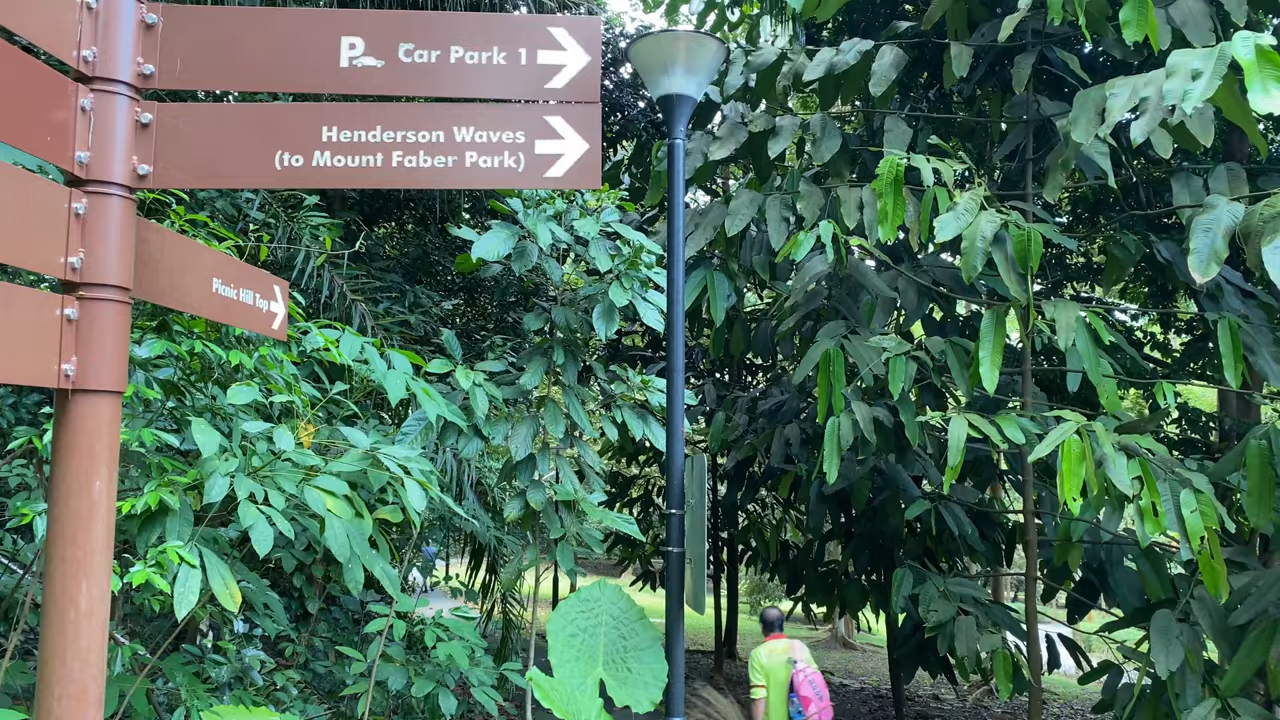 P Car Park 1
Henderson Waves
(to Mount Faber Park)
Picnic Hill Top